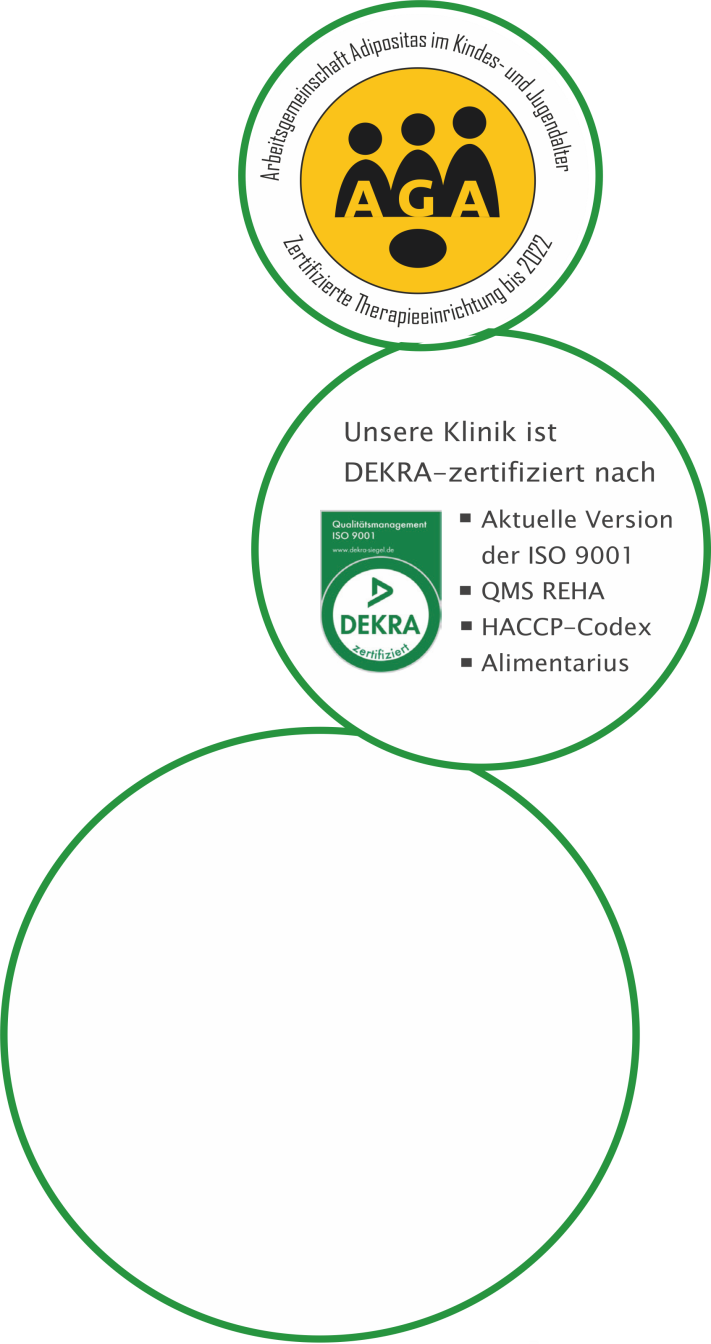 Arbeitsgemeinschaft Adipositas im Kindes- und Jugendalter
AGA
Zertifizierte Therapieeinrichtung bis 2022
Unsere Klinik ist
DEKRA-zertifiziert nach
Qualitätsmanagement
ISO 9001
www.dekra-siegel.de
DEKRA
zertifiziert
▪ Aktuelle Version
der ISO 9001
▪ QMS REHA
▪ HACCP-Codex
▪ Alimentarius